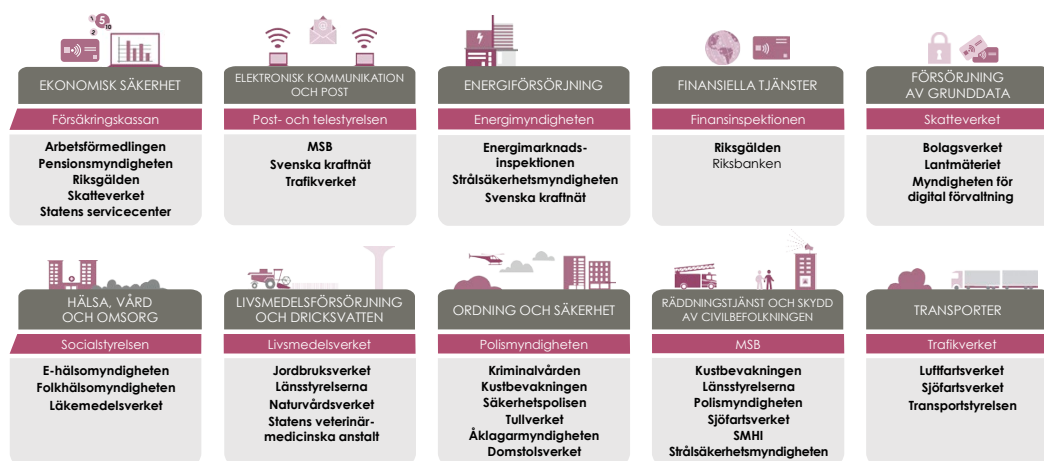 1
5
10
2
EKONOMISK SÄKERHET
Försäkringskassan
Arbetsförmedlingen
Pensionsmyndigheten
Riksgälden
Skatteverket
Statens servicecenter
ELEKTRONISK KOMMUNIKATION
OCH POST
Post- och telestyrelsen
MSB
Svenska kraftnät
Trafikverket
ENERGIFÖRSÖRJNING
Energimyndigheten
Energimarknads-
inspektionen
Strålsäkerhetsmyndigheten
Svenska kraftnät
FINANSIELLA TJÄNSTER
Finansinspektionen
Riksgälden
Riksbanken
FÖRSÖRJNING
AV GRUNDDATA
Skatteverket
Bolagsverket
Lantmäteriet
Myndigheten för
digital förvaltning
HÄLSA, VÅRD
OCH OMSORG
Socialstyrelsen
E-hälsomyndigheten
Folkhälsomyndigheten
Läkemedelsverket
LIVSMEDELSFÖRSÖRJNING
OCH DRICKSVATTEN
Livsmedelsverket
Jordbruksverket
Länsstyrelserna
Naturvårdsverket
Statens veterinär-
medicinska anstalt
ORDNING OCH SÄKERHET
Polismyndigheten
Kriminalvården
Kustbevakningen
Säkerhetspolisen
Tullverket
Åklagarmyndigheten
Domstolsverket
RÄDDNINGSTJÄNST OCH SKYDD
AV CIVILBEFOLKNINGEN
MSB
Kustbevakningen
Länsstyrelserna
Polismyndigheten
Sjöfartsverket
SMHI
Strålsäkerhetsmyndigheten
TRANSPORTER
Trafikverket
Luftfartsverket
Sjöfartsverket
Transportstyrelsen